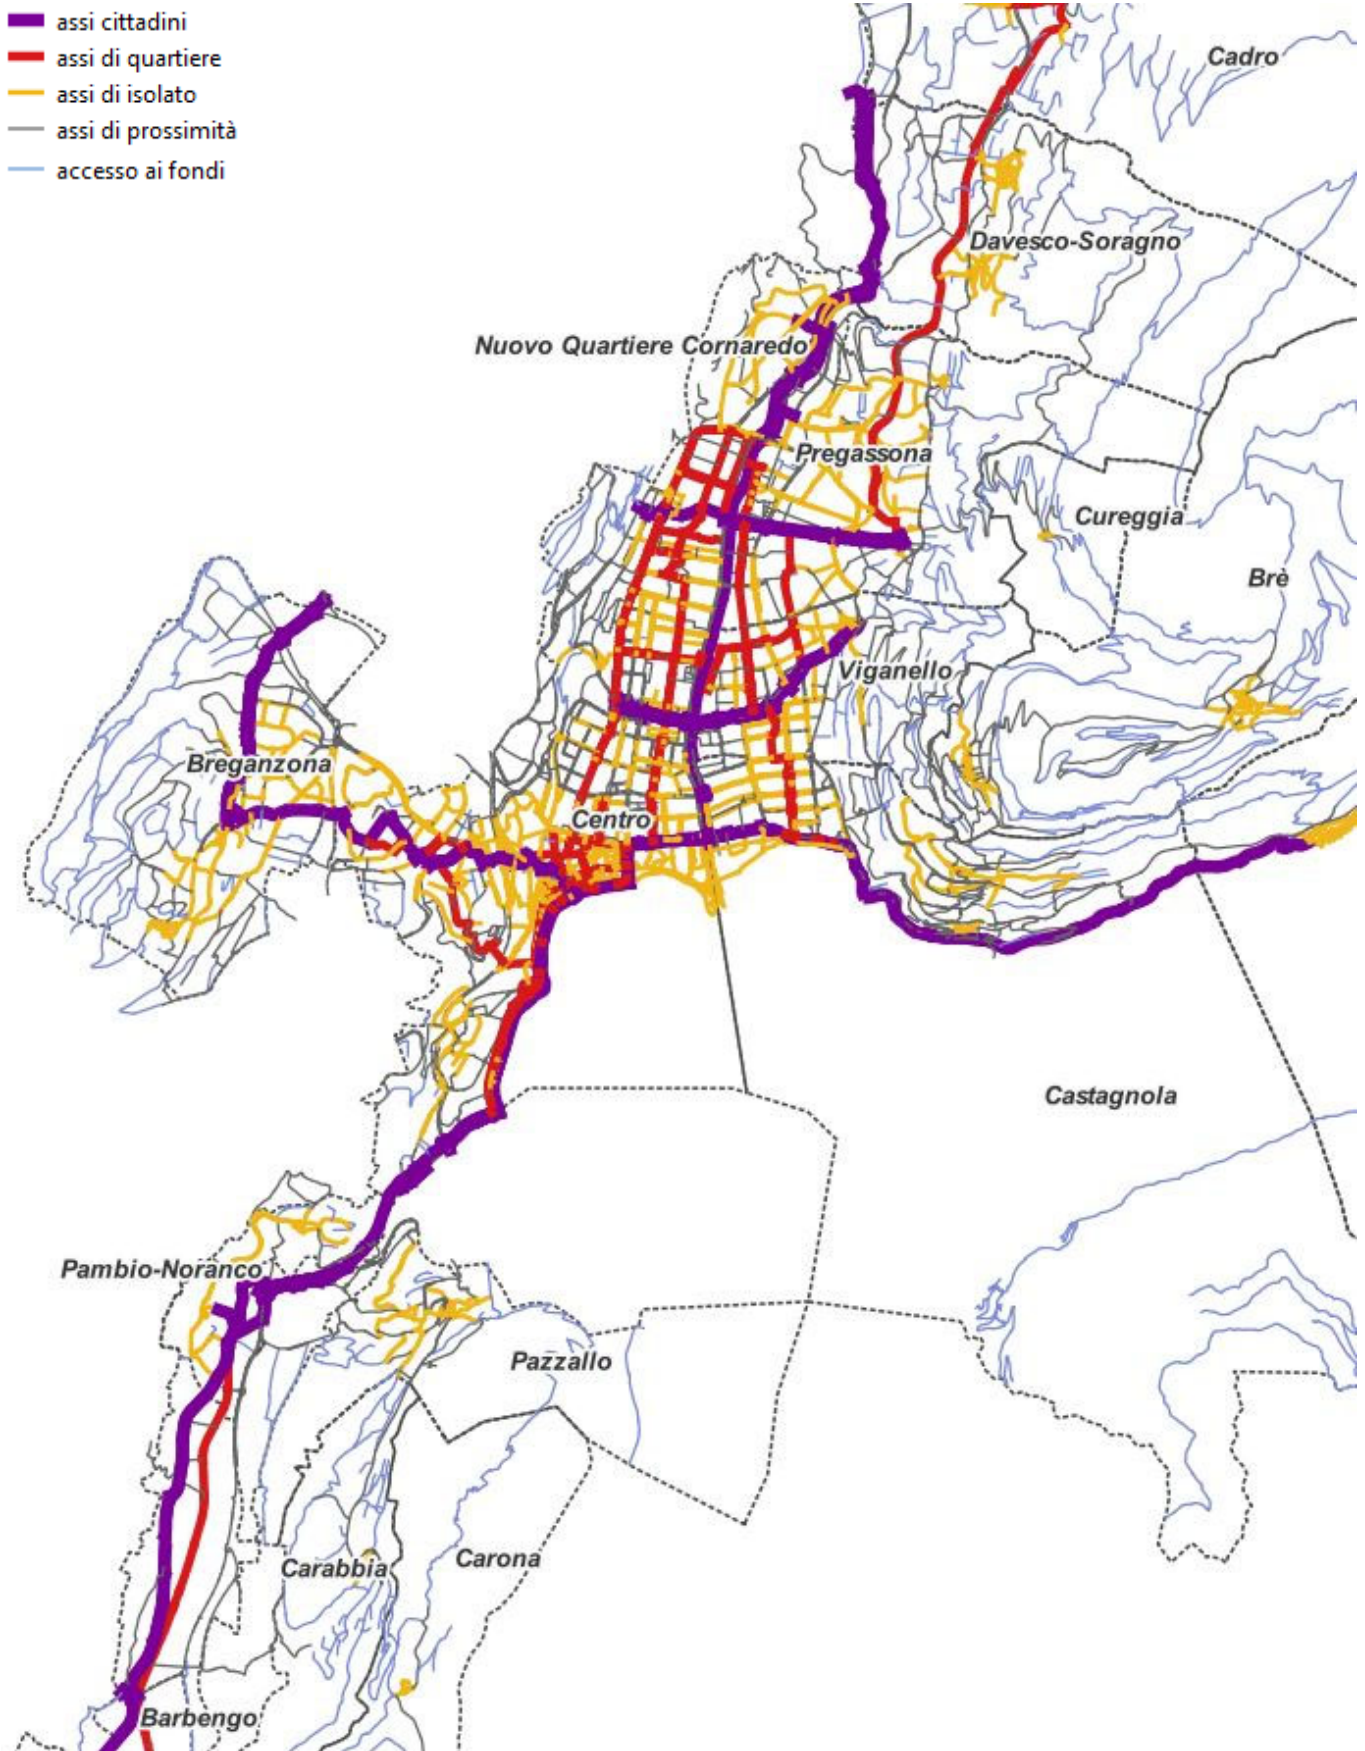 assi cittadini
assi di quartiere
assi di isolato
assi di prossimità
accesso ai fondi
Cadro
Davesco-Soragno
Nuovo Quartiere Cornaredo
Pregassona
Cureggia
Brè
Viganello
Breganzona
Centro
Castagnola
Pambio-Noranco
Pazzallo
Carona
Carabbia
Barbengo